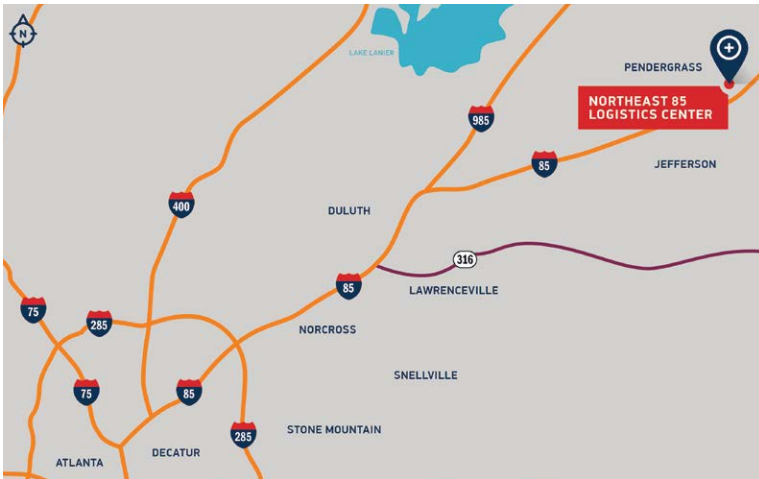 N
LAKE LANIER
PENDERGRASS
NORTHEAST 85
LOGISTICS CENTER
985
85
JEFFERSON
400
DULUTH
316
85
LAWRENCEVILLE
75
285
NORCROSS
SNELLVILLE
75
85
285
STONE MOUNTAIN
DECATUR
ATLANTA